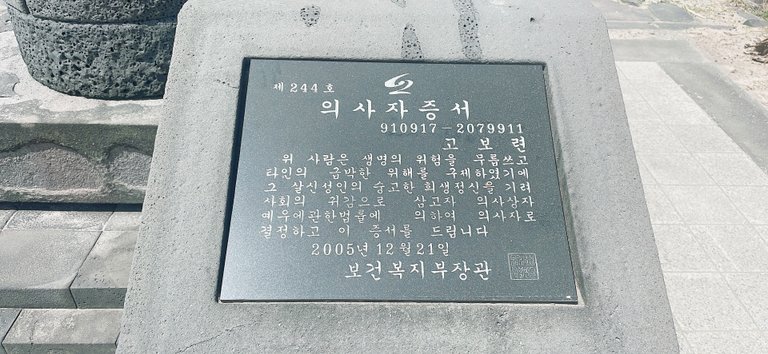 제 244 호
의사자증서
910917-2079911
고보련
위 사람은 생명의 위험을 무릅쓰고
타인의 급박한 위해를 구제하였기에
그 살신성인의 숭고한 희생정신을 기려
사회의 귀감으로 삼고자 의사상자
예우에관한법률에 의하여 의사자로
결정하고 이 증서를 드립니다
2005년 12월 21일
보건복지부장관